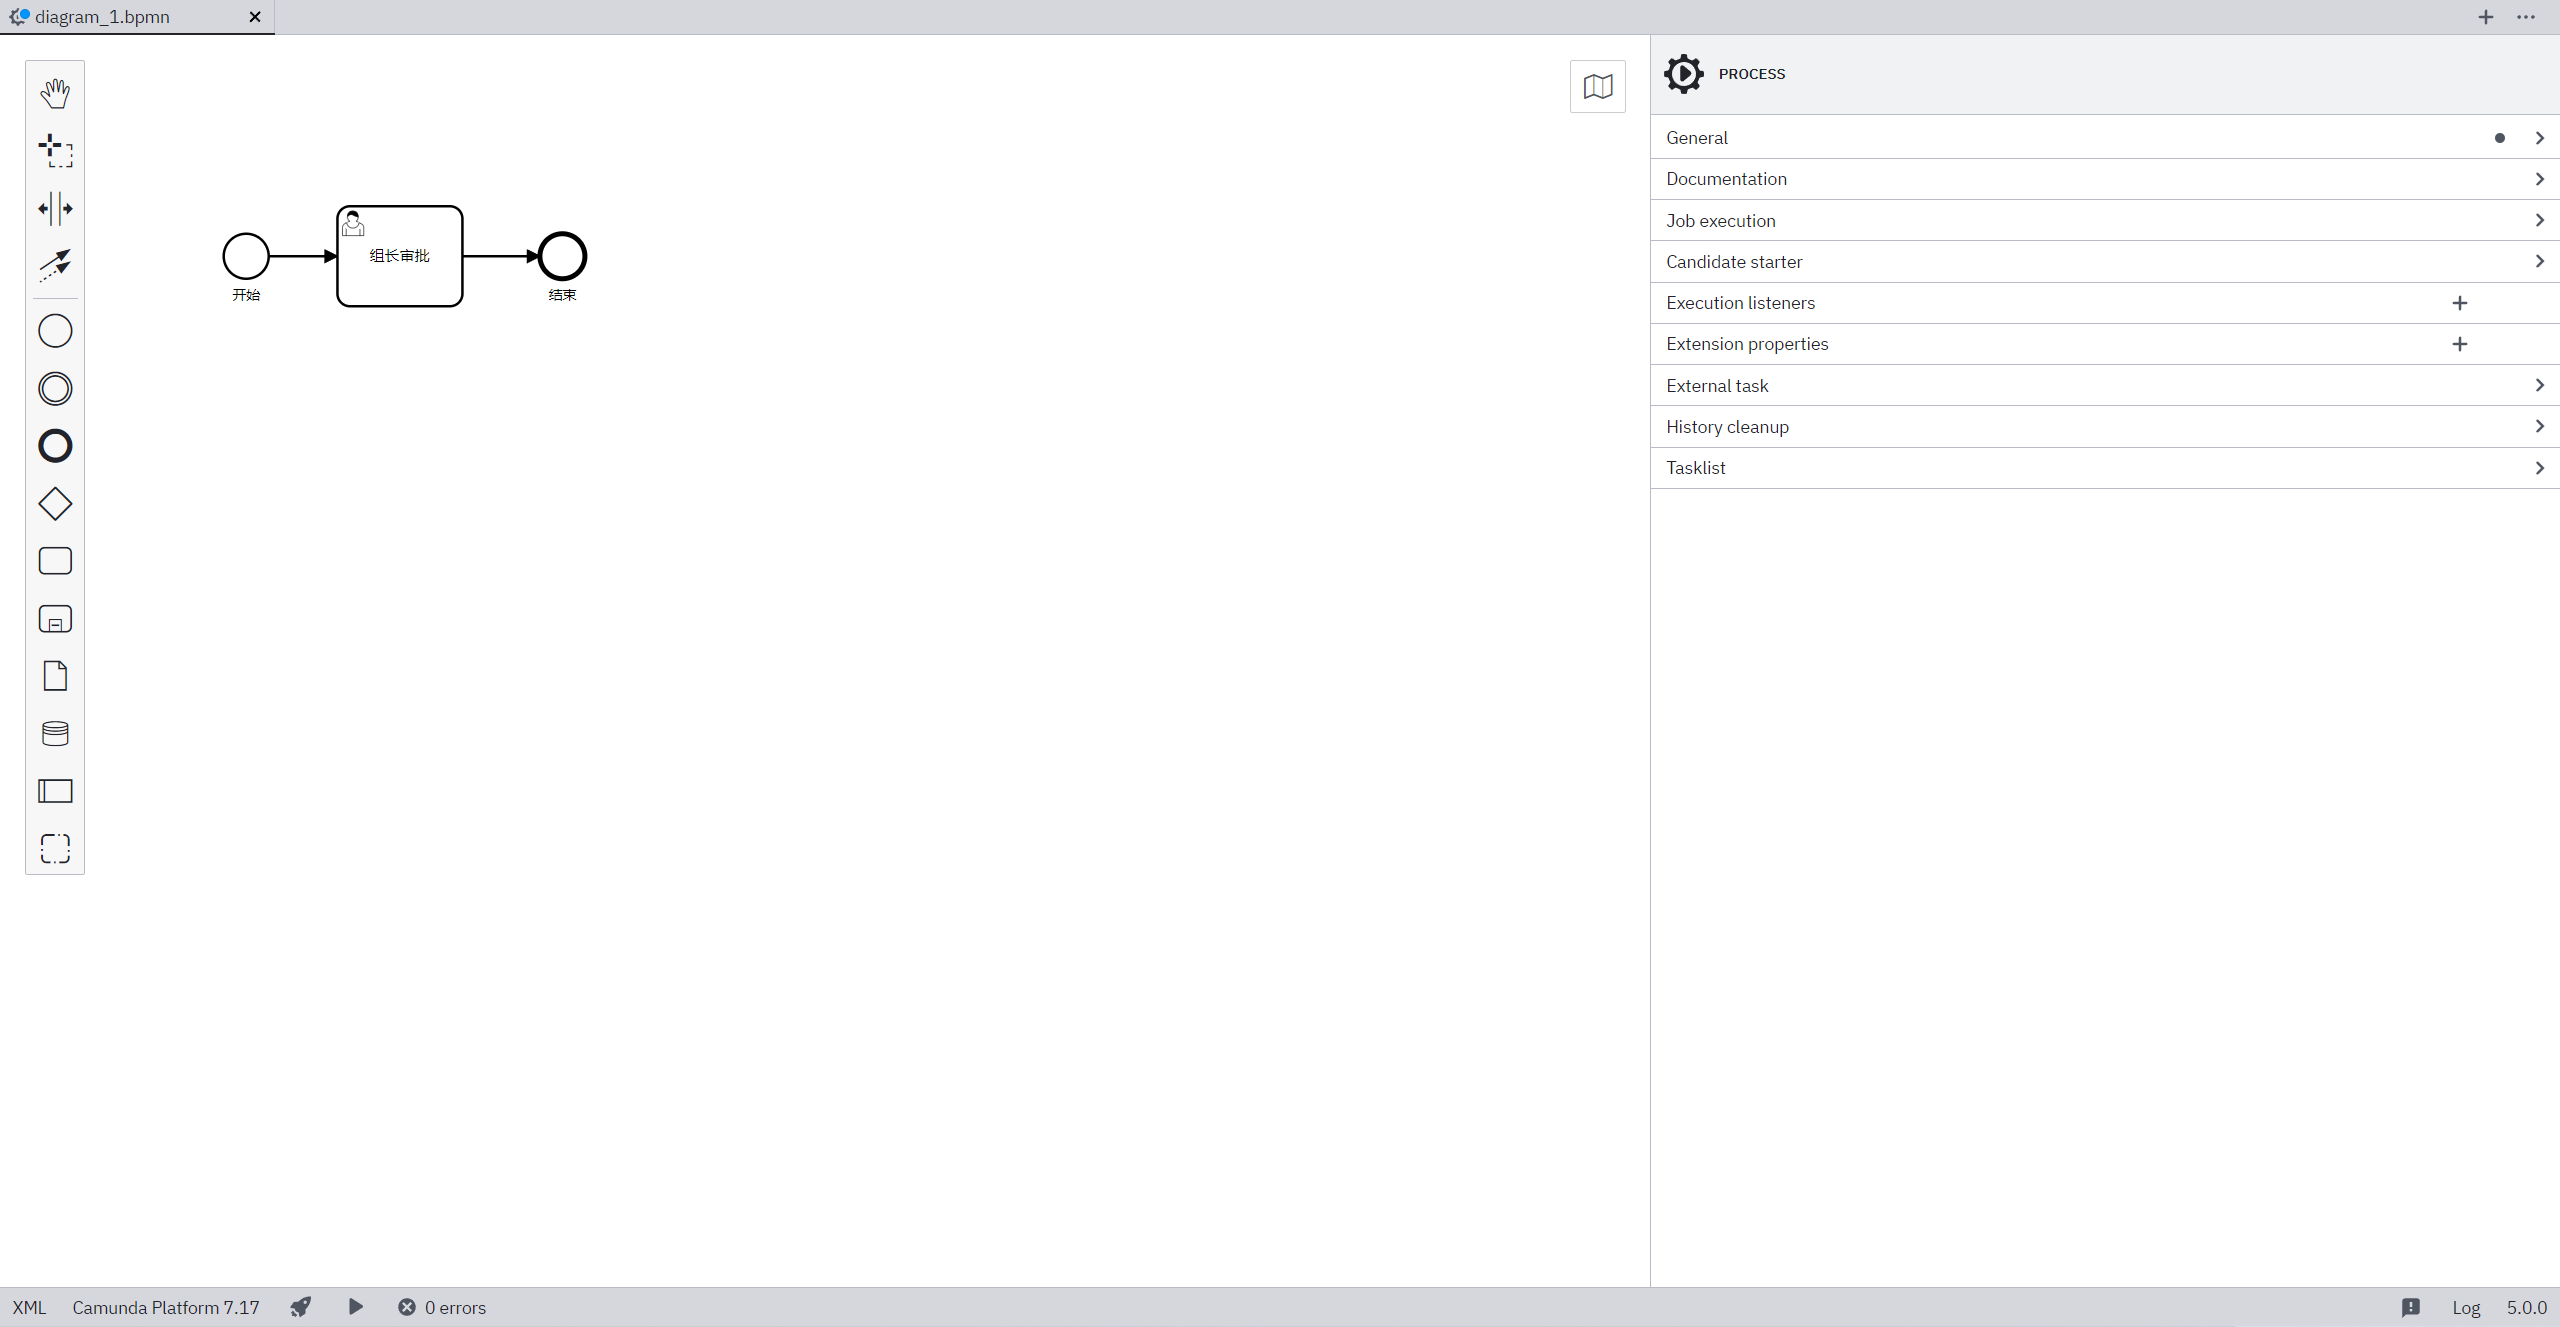 diagram_1.bpmn
PROCESS
General
Documentation
Job execution
Candidate starter
Execution listeners
Extension properties
External task
History cleanup
Tasklist
组长审批
开始
结束
XML
Camunda Platform 7.17
0 errors
Log
5.0.0